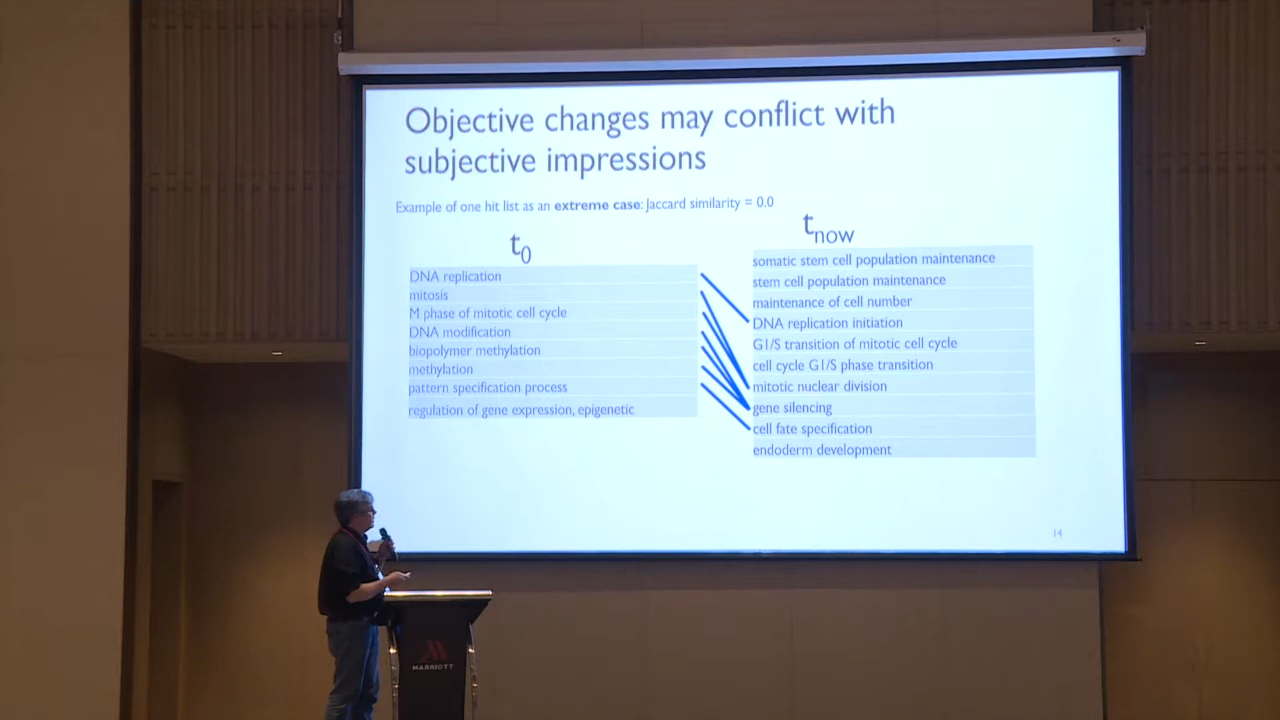 Objective changes may conflict with
subjective impressions
Example of one hit list as an extreme case: Jaccard similarity = 0.0
t0
DNA replication
mitosis
M phase of mitotic cell cycle
DNA modification
biopolymer methylation
methylation
pattern specification process
regulation of gene expression, epigenetic
tnow
somatic stem cell population maintenance
stem cell population maintenance
maintenance of cell number
DNA replication initiation
G1/S transition of mitotic cell cycle
cell cycle G1/S phase transition
mitotic nuclear division
gene silencing
cell fate specification
endoderm development
14
MARRIOTT